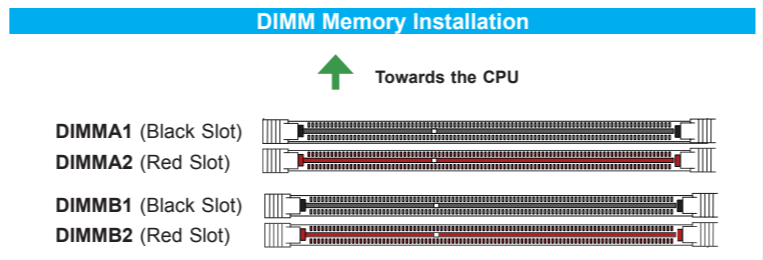 DIMM Memory Installation
Towards the CPU
DIMMA1 (Black Slot)
DIMMA2 (Red Slot)
DIMMB1 (Black Slot)
DIMMB2 (Red Slot)